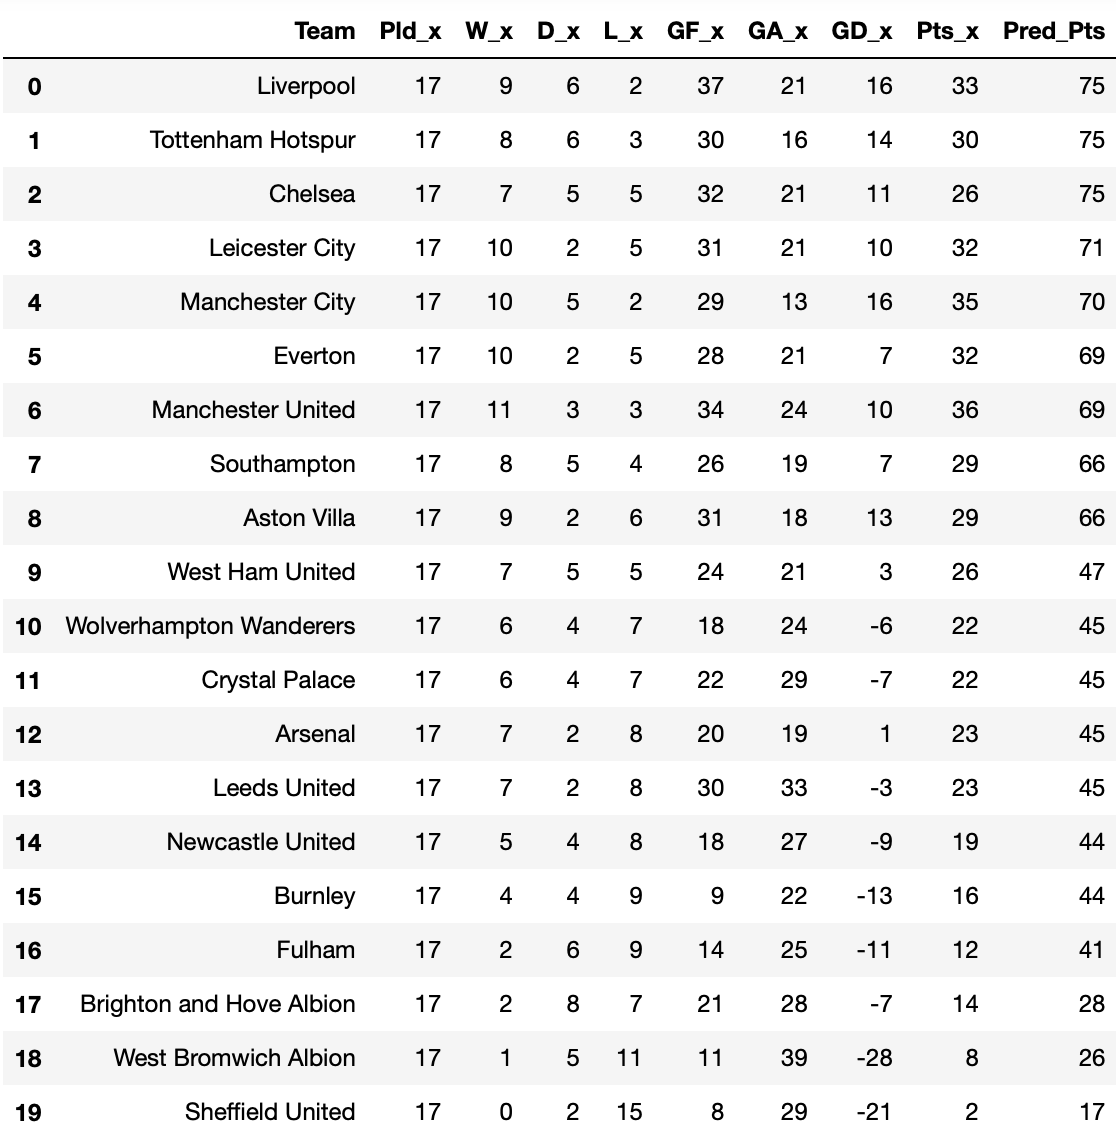 Team Pld_x W_x D_x L_x GF_x GA_x GD_x Pts_x Pred_Pts
0 Liverpool 17 9 6 2 37 21 16 33 75
1 Tottenham Hotspur 17 8 6 3 30 16 14 30 75
2 Chelsea 17 7 5 5 32 21 11 26 75
3 Leicester City 17 10 2 5 31 21 10 32 71
4 Manchester City 17 10 5 2 29 13 16 35 70
5 Everton 17 10 2 5 28 21 7 32 69
6 Manchester United 17 11 3 3 34 24 10 36 69
7 Southampton 17 8 5 4 26 19 7 29 66
8 Aston Villa 17 9 2 6 31 18 13 29 66
9 West Ham United 17 7 5 5 24 21 3 26 47
10 Wolverhampton Wanderers 17 6 4 7 18 24 -6 22 45
11 Crystal Palace 17 6 4 7 22 29 -7 22 45
12 Arsenal 17 7 2 8 20 19 1 23 45
13 Leeds United 17 7 2 8 30 33 -3 23 45
14 Newcastle United 17 5 4 8 18 27 -9 19 44
15 Burnley 17 4 4 9 9 22 -13 16 44
16 Fulham 17 2 6 9 14 25 -11 12 41
17 Brighton and Hove Albion 17 2 8 7 21 28 -7 14 28
18 West Bromwich Albion 17 1 5 11 11 39 -28 8 26
19 Sheffield United 17 0 2 15 8 29 -21 2 17